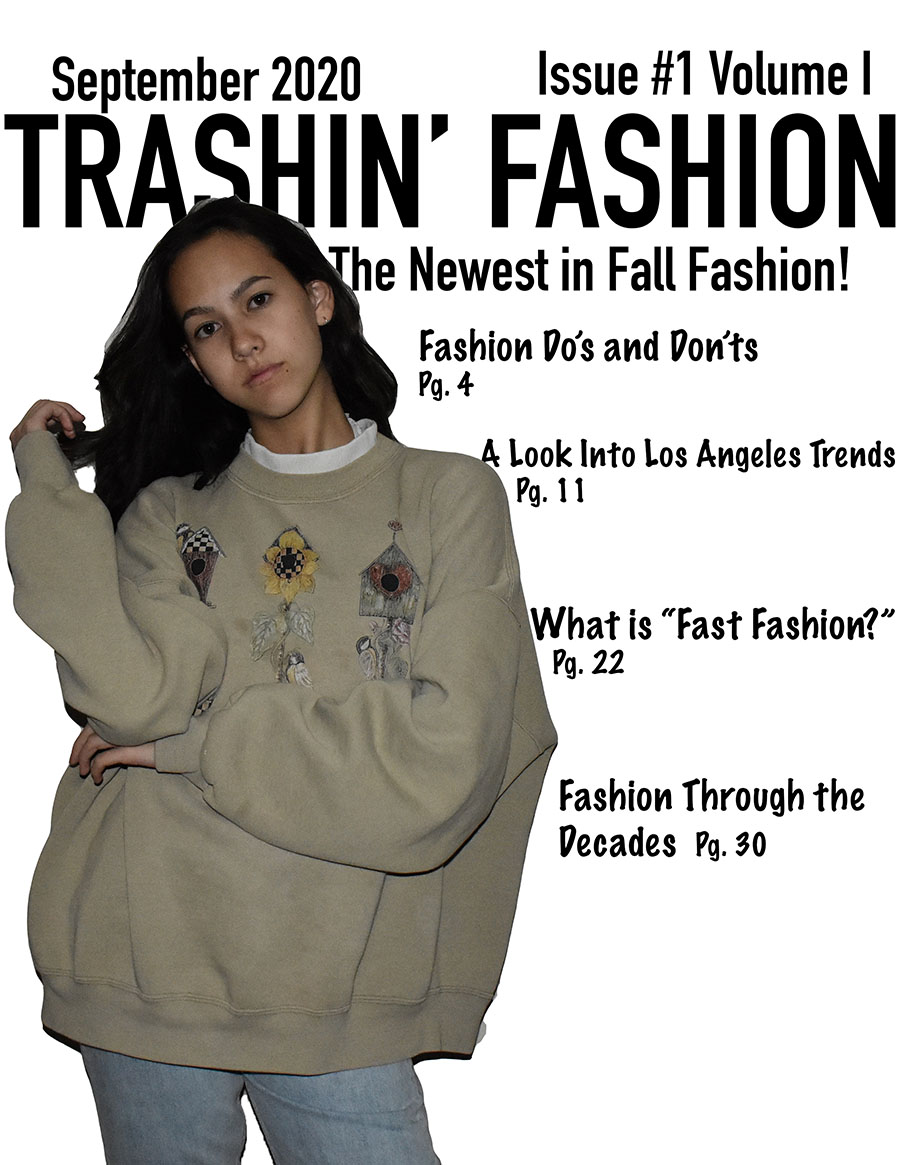 September 2020
Issue #1 Volume I
TRASHIN’ FASHION
The Newest in Fall Fashion!
Fashion Do’s and Don’ts
Pg. 4
A Look Into Los Angeles Trends
Pg. 11
What is “Fast Fashion?”
Pg. 22
Fashion Through the
Decades Pg. 30